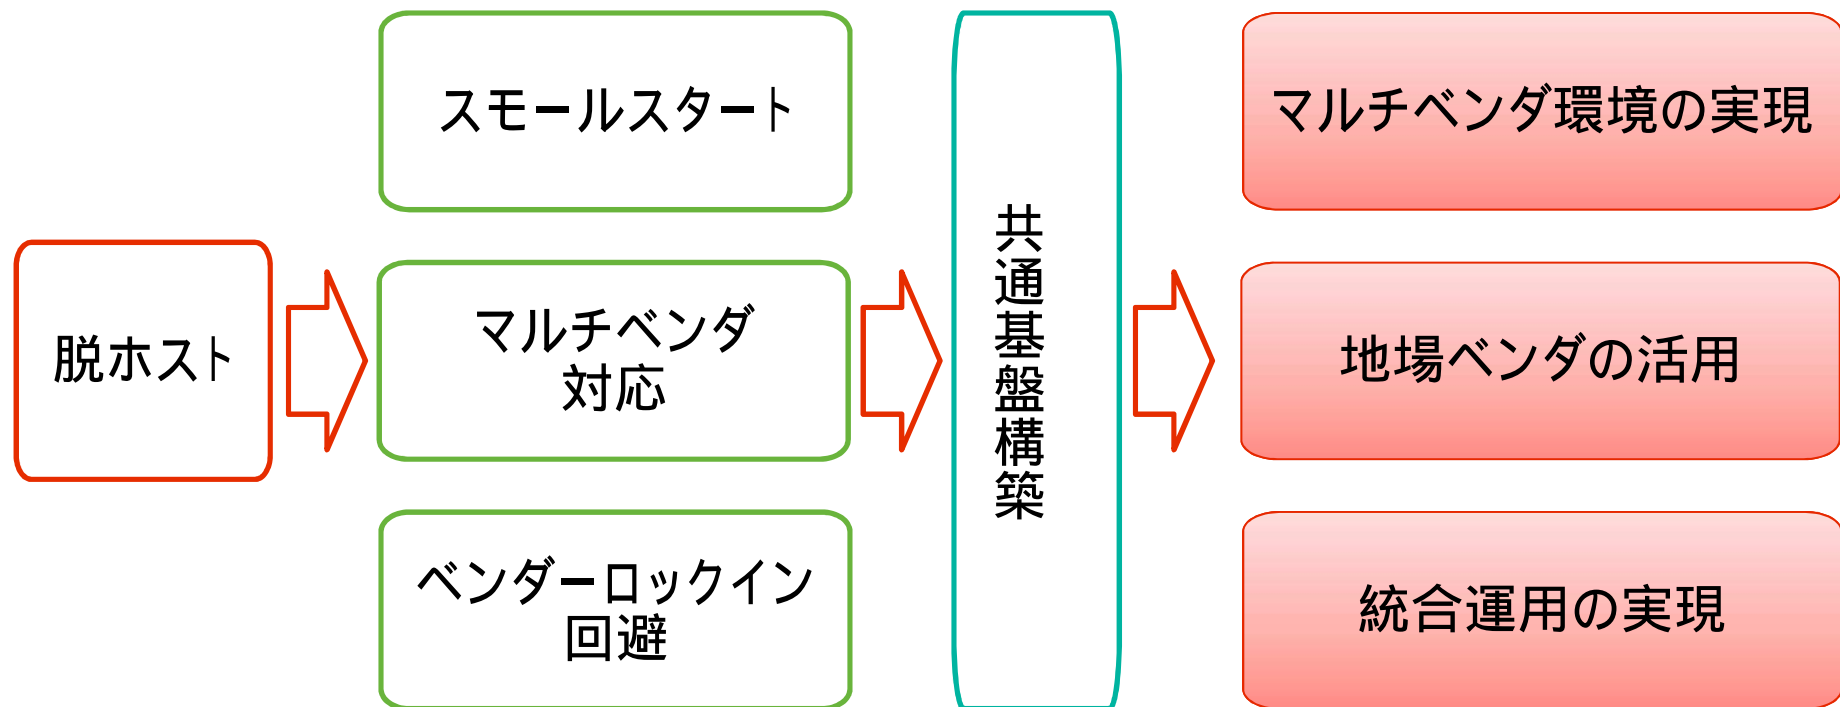 脱ホスト
スモールスタート
マルチベンダ
対応
ベンダーロックイン
回避
共通基盤構築
マルチベンダ環境の実現
地場ベンダの活用
統合運用の実現